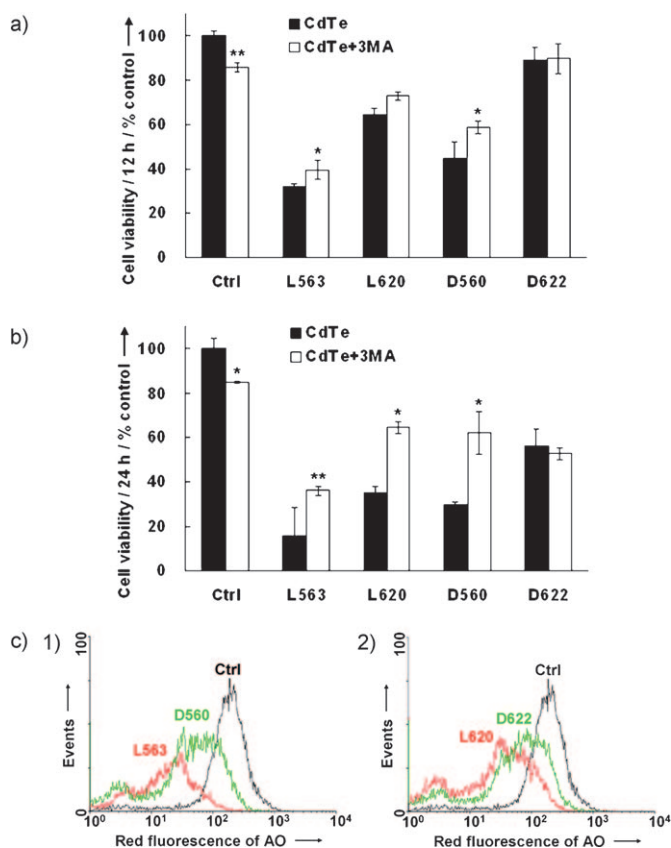 a)
CdTe
CdTe+3MA
Cell viability / 12 h / % control
100
80
60
40
20
0
**
*
*
Ctrl L563 L620 D560 D622
b)
CdTe
CdTe+3MA
Cell viability / 24 h / % control
100
80
60
40
20
0
*
**
*
*
Ctrl L563 L620 D560 D622
c) 1)
100
Events
0
Ctrl
D560
L563
10⁰ 10¹ 10² 10³ 10⁴
Red fluorescence of AO
2)
100
Events
0
Ctrl
D622
L620
10⁰ 10¹ 10² 10³ 10⁴
Red fluorescence of AO